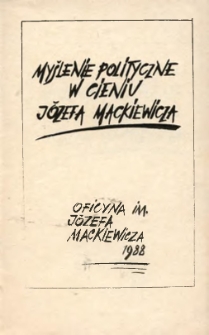 MYŚLENIE POLITYCZNE
W CIENIU
JÓZEFA MACKIEWICZA
OFICYNA IM.
JÓZEFA
MACKIEWICZA
1988